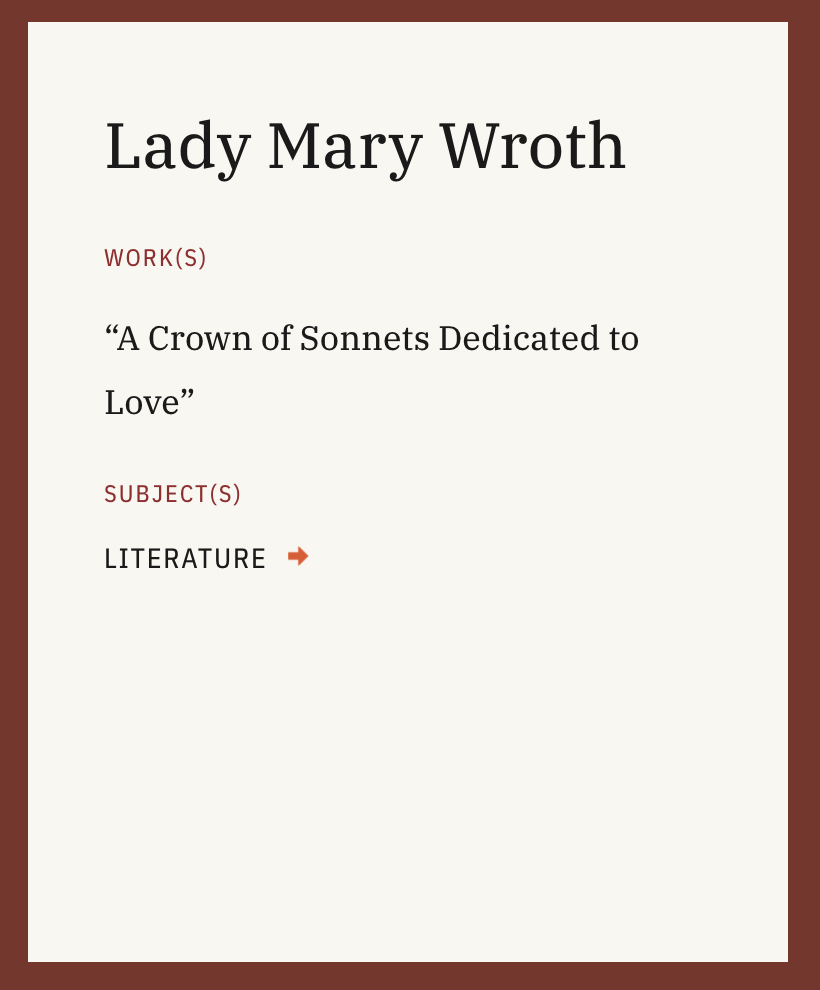 Lady Mary Wroth
WORK(S)
“A Crown of Sonnets Dedicated to
Love”
SUBJECT(S)
LITERATURE